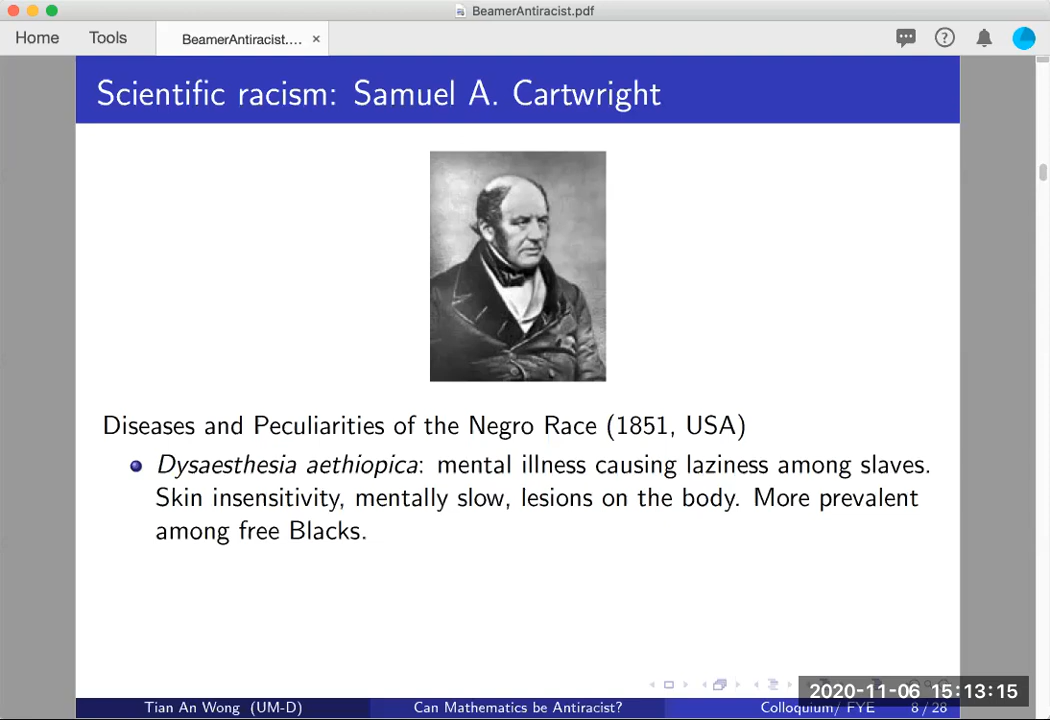 BeamerAntiracist.pdf
Home
Tools
BeamerAntiracist.... ×
Scientific racism: Samuel A. Cartwright
Diseases and Peculiarities of the Negro Race (1851, USA)
Dysaesthesia aethiopica: mental illness causing laziness among slaves.
Skin insensitivity, mentally slow, lesions on the body. More prevalent
among free Blacks.
2020-11-06 15:13:15
Tian An Wong (UM-D)
Can Mathematics be Antiracist?
Colloquium/ FYE
8 / 28